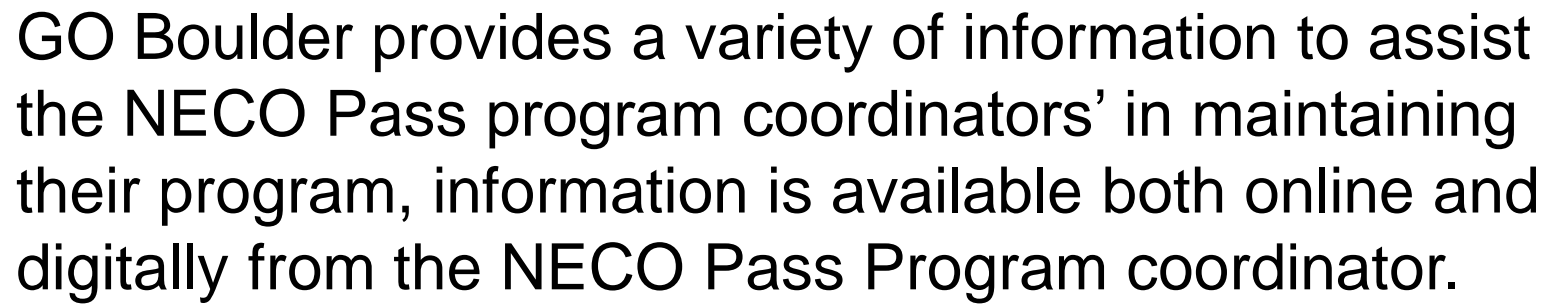 GO Boulder provides a variety of information to assist
the NECO Pass program coordinators’ in maintaining
their program, information is available both online and
digitally from the NECO Pass Program coordinator.